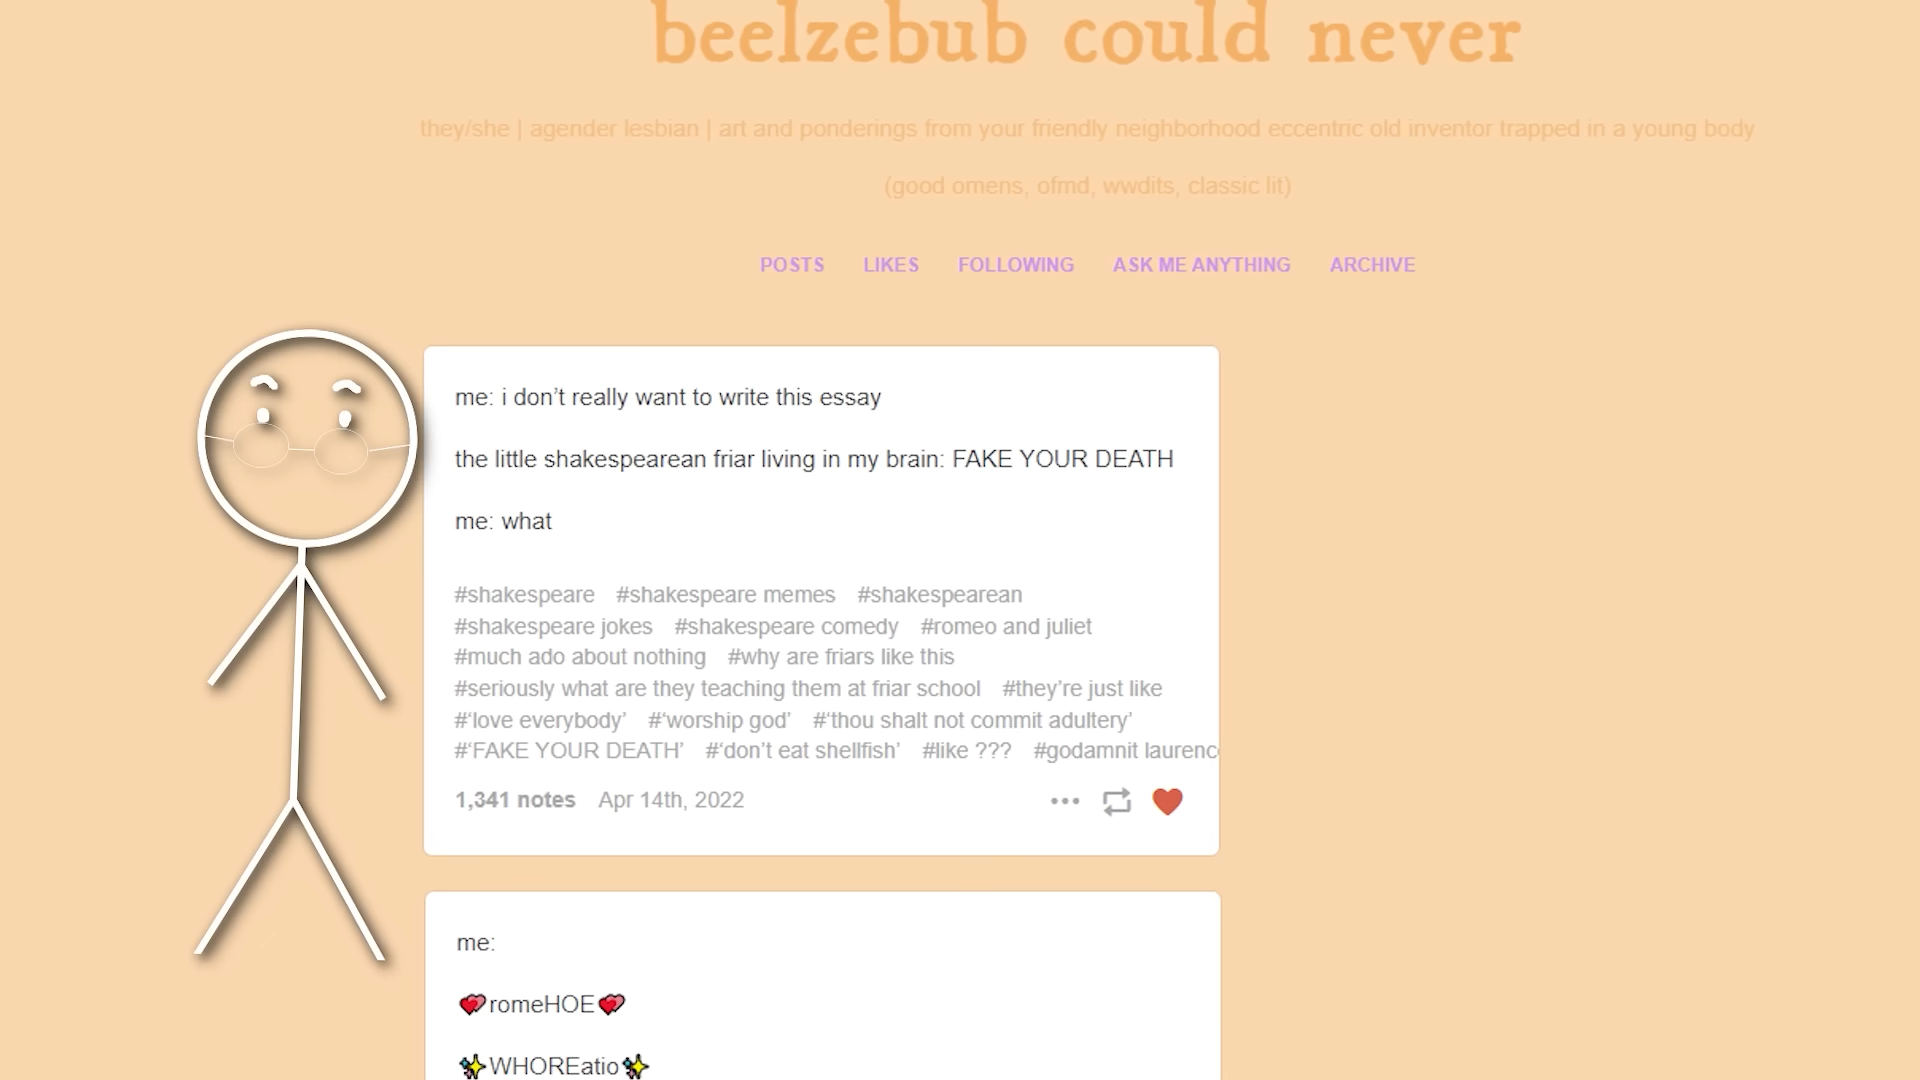 beelzebub could never
they/she | agender lesbian | art and ponderings from your friendly neighborhood eccentric old inventor trapped in a young body
(good omens, ofmd, wwdits, classic lit)
POSTS LIKES FOLLOWING ASK ME ANYTHING ARCHIVE
me: i don’t really want to write this essay
the little shakespearean friar living in my brain: FAKE YOUR DEATH
me: what
#shakespeare #shakespeare memes #shakespearean
#shakespeare jokes #shakespeare comedy #romeo and juliet
#much ado about nothing #why are friars like this
#seriously what are they teaching them at friar school #they’re just like
#‘love everybody’ #‘worship god’ #‘thou shalt not commit adultery’
#‘FAKE YOUR DEATH’ #‘don’t eat shellfish’ #like ??? #godamnit laurenc
1,341 notes Apr 14th, 2022
me:
💕romeHOE💕
✨WHOREatio✨